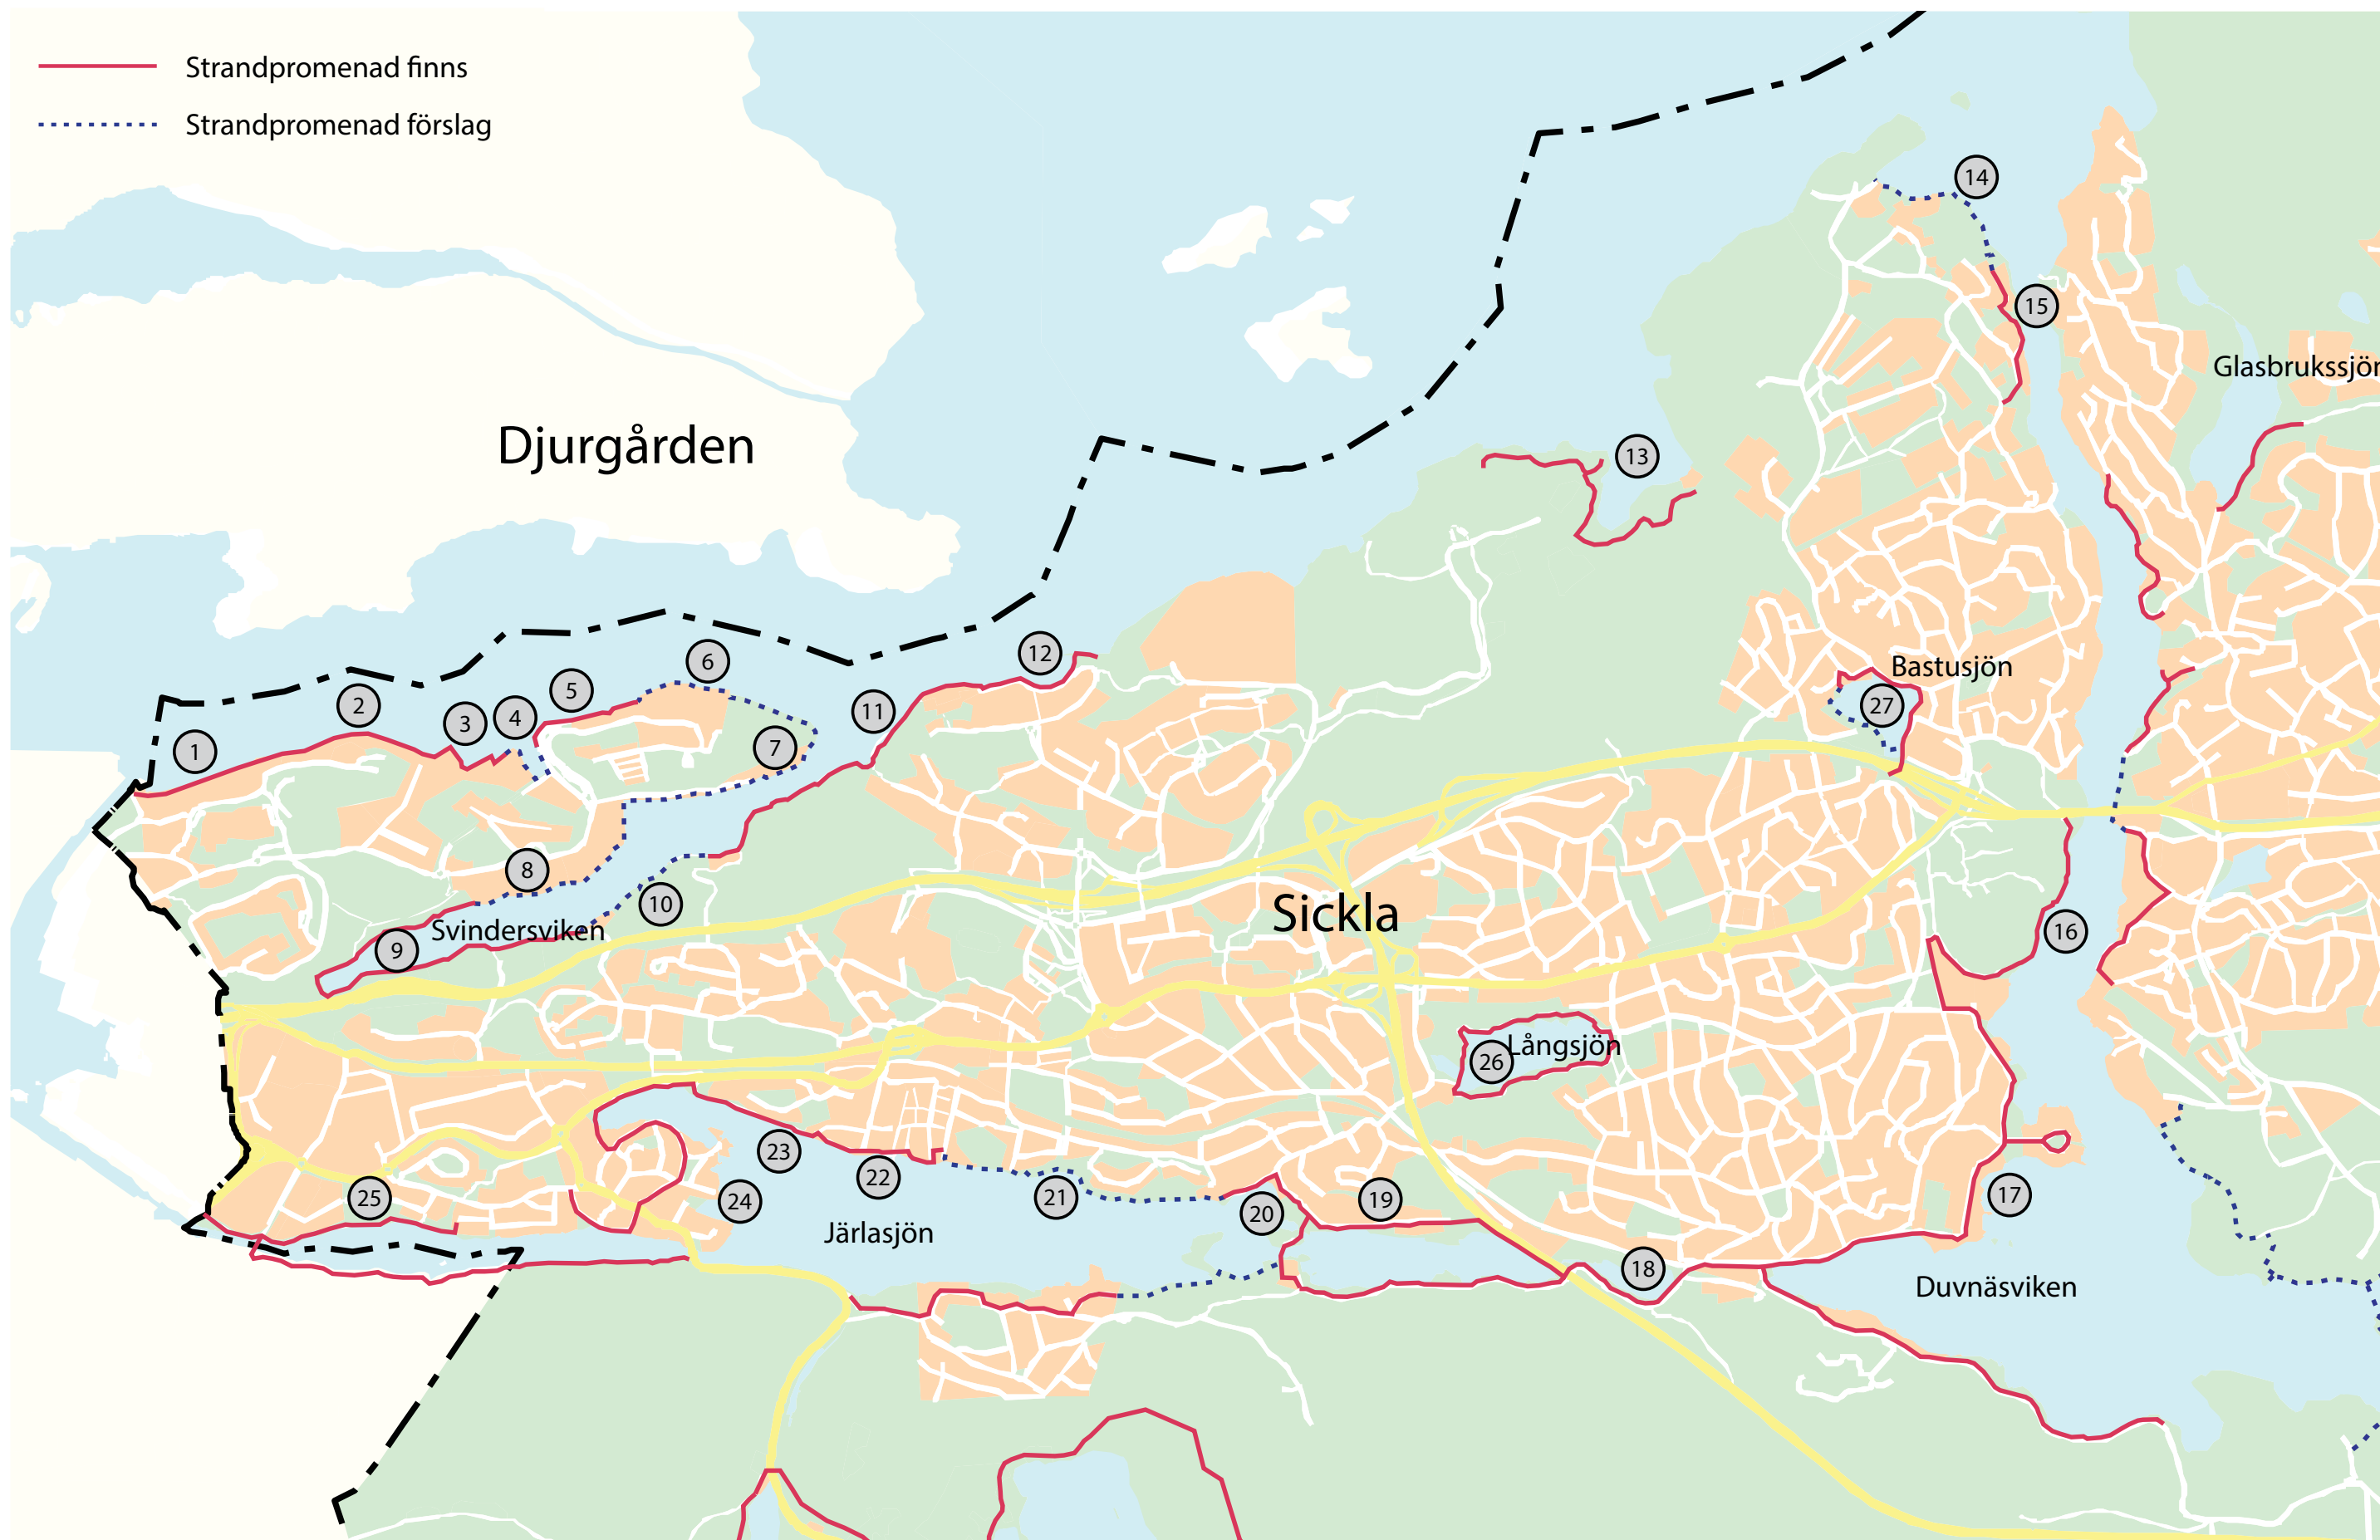 Strandpromenad finns
Strandpromenad förslag
14
15
Glasbrukssjön
Djurgården
13
12
6
Bastusjön
5
2
27
11
4
3
7
1
8
10
Sickla
Svindersviken
16
9
Långsjön
26
23
22
17
25
21
19
24
20
Järlasjön
18
Duvnäsviken